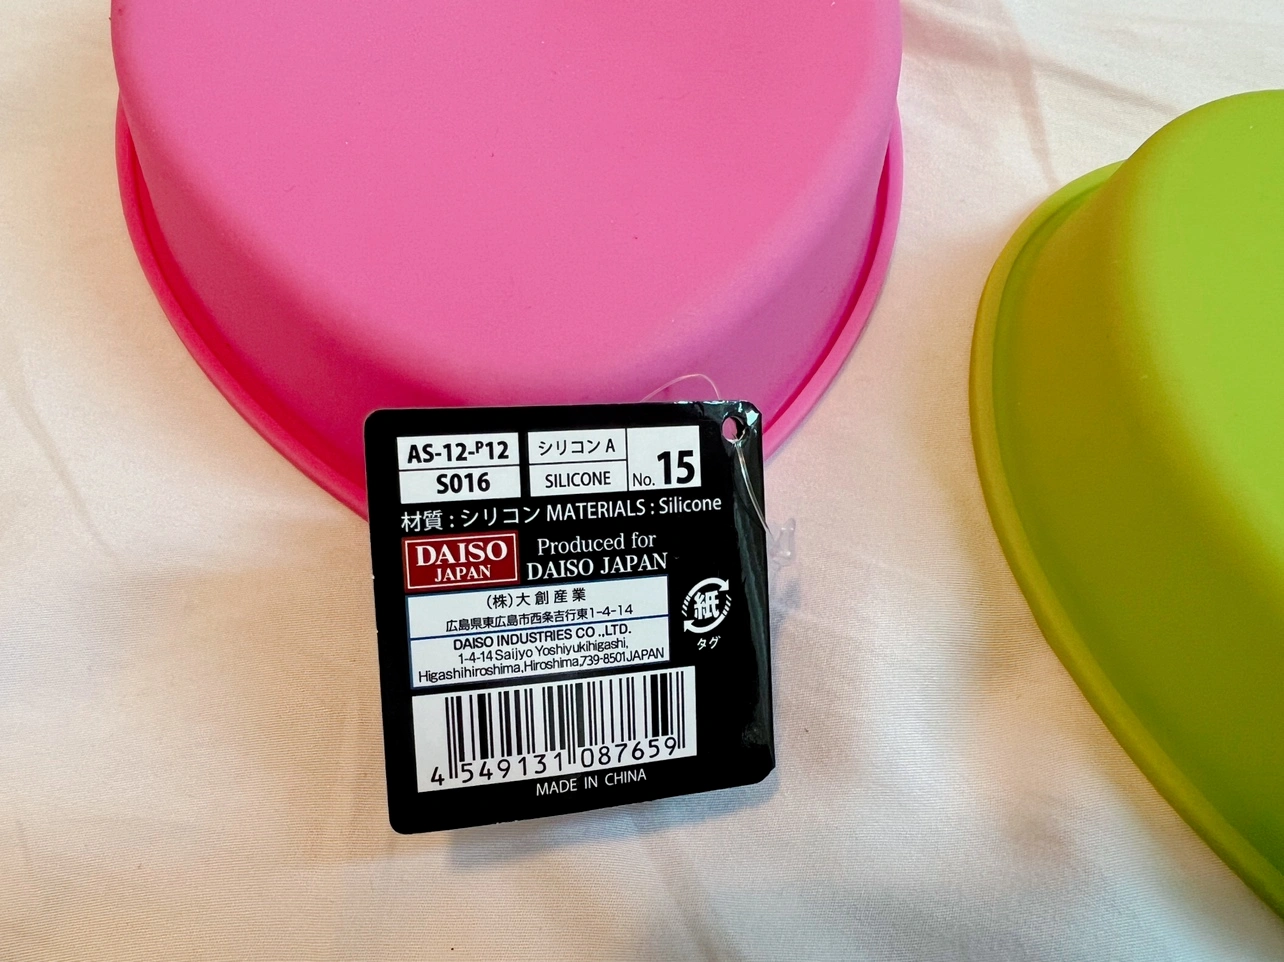 AS-12-P12
S016
シリコン A
SILICONE
No. 15
材質 : シリコン MATERIALS : Silicone
DAISO
JAPAN
Produced for
DAISO JAPAN
(株)大創産業
広島県東広島市西条吉行東1-4-14
DAISO INDUSTRIES CO .,LTD.
1-4-14 Saijyo Yoshiyukihigashi,
Higashihiroshima,Hiroshima,739-8501JAPAN
紙
タグ
4 549131 087659
MADE IN CHINA